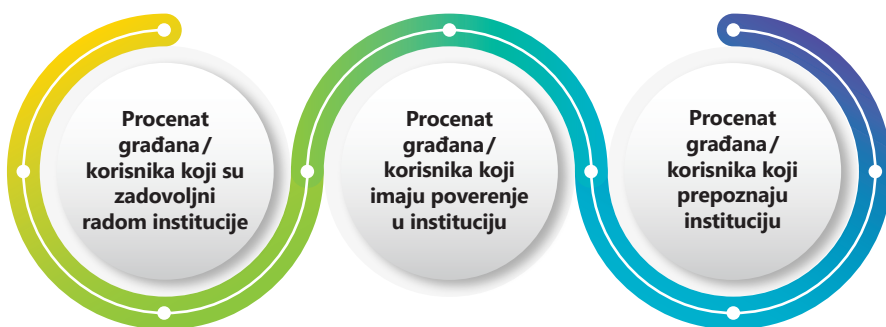 Procenat
građana/
korisnika koji su
zadovoljni
radom institucije
Procenat
građana/
korisnika koji
imaju poverenje
u instituciju
Procenat
građana/
korisnika koji
prepoznaju
instituciju